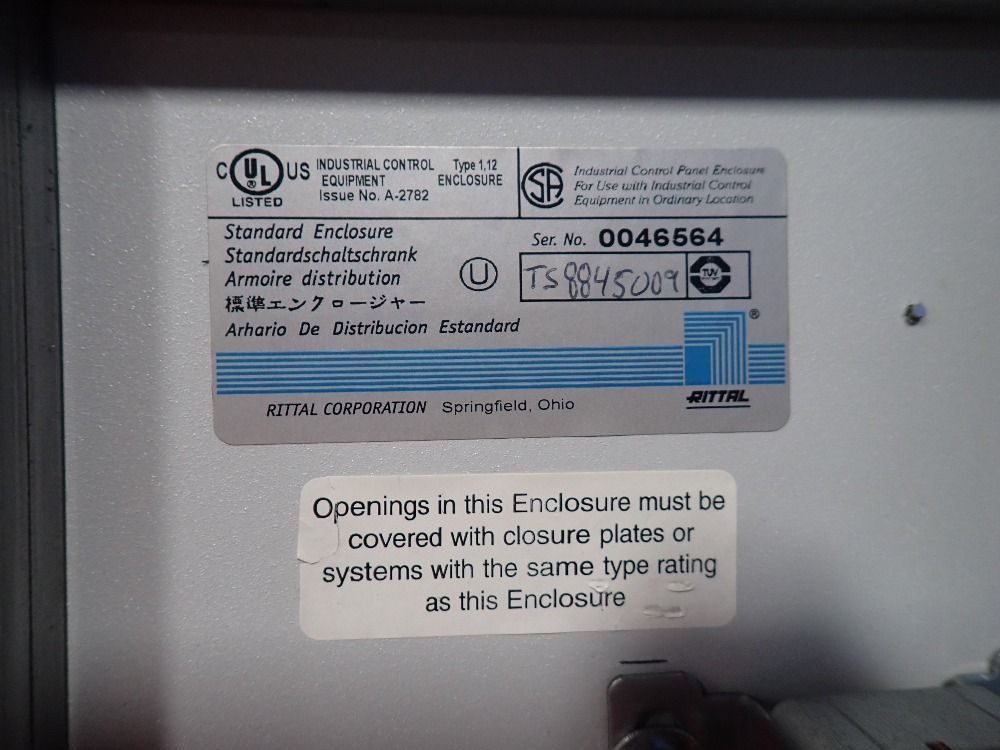 C UL ® US LISTED
INDUSTRIAL CONTROL Type 1,12
EQUIPMENT ENCLOSURE
Issue No. A-2782
SA
Industrial Control Panel Enclosure
For Use with Industrial Control
Equipment in Ordinary Location
Standard Enclosure
Standardschaltschrank
Armoire distribution
標準エンクロージャー
Arhario De Distribucion Estandard
U
Ser. No. 0046564
TS8845009
TÜV
®
RITTAL
RITTAL CORPORATION Springfield, Ohio
Openings in this Enclosure must be
covered with closure plates or
systems with the same type rating
as this Enclosure